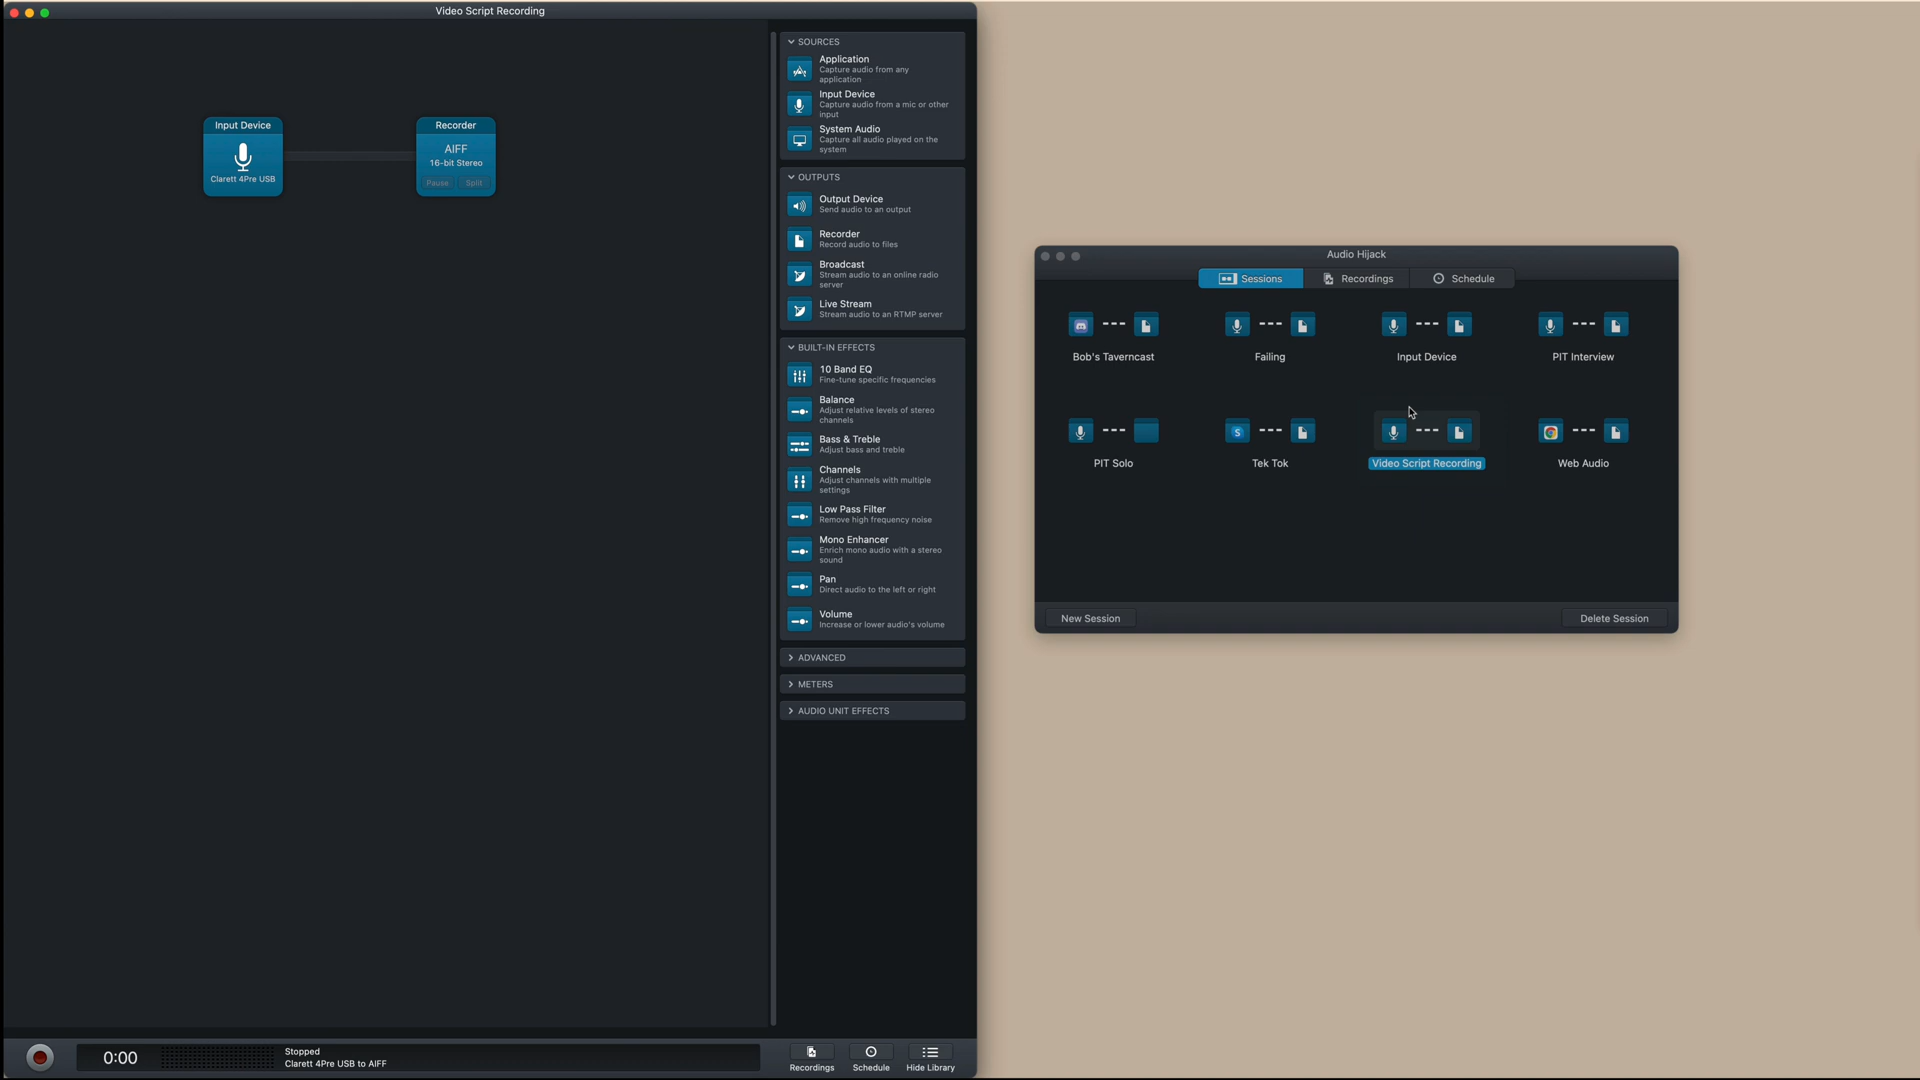 Video Script Recording
Input Device
Clarett 4Pre USB
Recorder
AIFF
16-bit Stereo
Pause
Split
SOURCES
Application
Capture audio from any
application
Input Device
Capture audio from a mic or other
input
System Audio
Capture all audio played on the
system
OUTPUTS
Output Device
Send audio to an output
Recorder
Record audio to files
Broadcast
Stream audio to an online radio
server
Live Stream
Stream audio to an RTMP server
BUILT-IN EFFECTS
10 Band EQ
Fine-tune specific frequencies
Balance
Adjust relative levels of stereo
channels
Bass & Treble
Adjust bass and treble
Channels
Adjust channels with multiple
settings
Low Pass Filter
Remove high frequency noise
Mono Enhancer
Enrich mono audio with a stereo
sound
Pan
Direct audio to the left or right
Volume
Increase or lower audio's volume
ADVANCED
METERS
AUDIO UNIT EFFECTS
0:00
Stopped
Clarett 4Pre USB to AIFF
Recordings
Schedule
Hide Library
Audio Hijack
Sessions
Recordings
Schedule
Bob's Taverncast
Failing
Input Device
PIT Interview
S
PIT Solo
Tek Tok
Video Script Recording
Web Audio
New Session
Delete Session